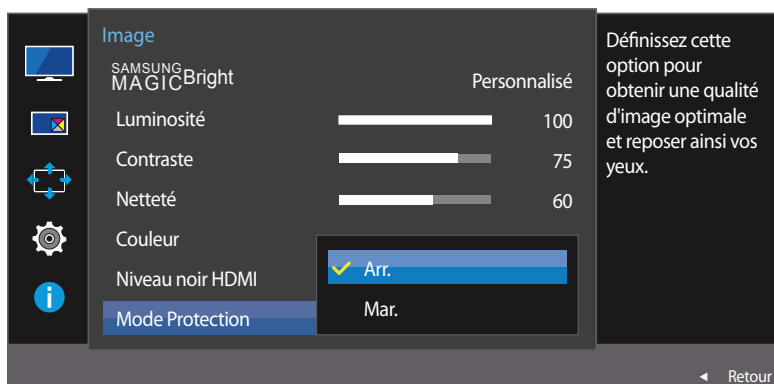 Image
SAMSUNG
MAGICBright Personnalisé
Luminosité 100
Contraste 75
Netteté 60
Couleur
Niveau noir HDMI
Mode Protection
Arr.
Mar.
Définissez cette
option pour
obtenir une qualité
d'image optimale
et reposer ainsi vos
yeux.
Retour